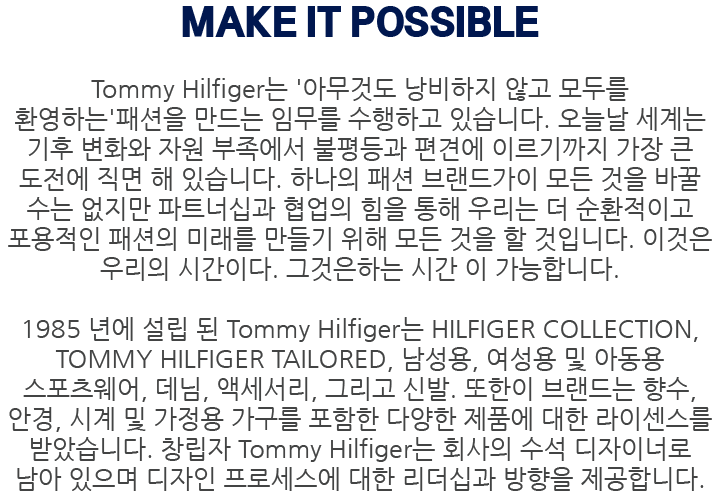 MAKE IT POSSIBLE
Tommy Hilfiger는 '아무것도 낭비하지 않고 모두를
환영하는'패션을 만드는 임무를 수행하고 있습니다. 오늘날 세계는
기후 변화와 자원 부족에서 불평등과 편견에 이르기까지 가장 큰
도전에 직면 해 있습니다. 하나의 패션 브랜드가이 모든 것을 바꿀
수는 없지만 파트너십과 협업의 힘을 통해 우리는 더 순환적이고
포용적인 패션의 미래를 만들기 위해 모든 것을 할 것입니다. 이것은
우리의 시간이다. 그것은하는 시간 이 가능합니다.
1985 년에 설립 된 Tommy Hilfiger는 HILFIGER COLLECTION,
TOMMY HILFIGER TAILORED, 남성용, 여성용 및 아동용
스포츠웨어, 데님, 액세서리, 그리고 신발. 또한이 브랜드는 향수,
안경, 시계 및 가정용 가구를 포함한 다양한 제품에 대한 라이센스를
받았습니다. 창립자 Tommy Hilfiger는 회사의 수석 디자이너로
남아 있으며 디자인 프로세스에 대한 리더십과 방향을 제공합니다.